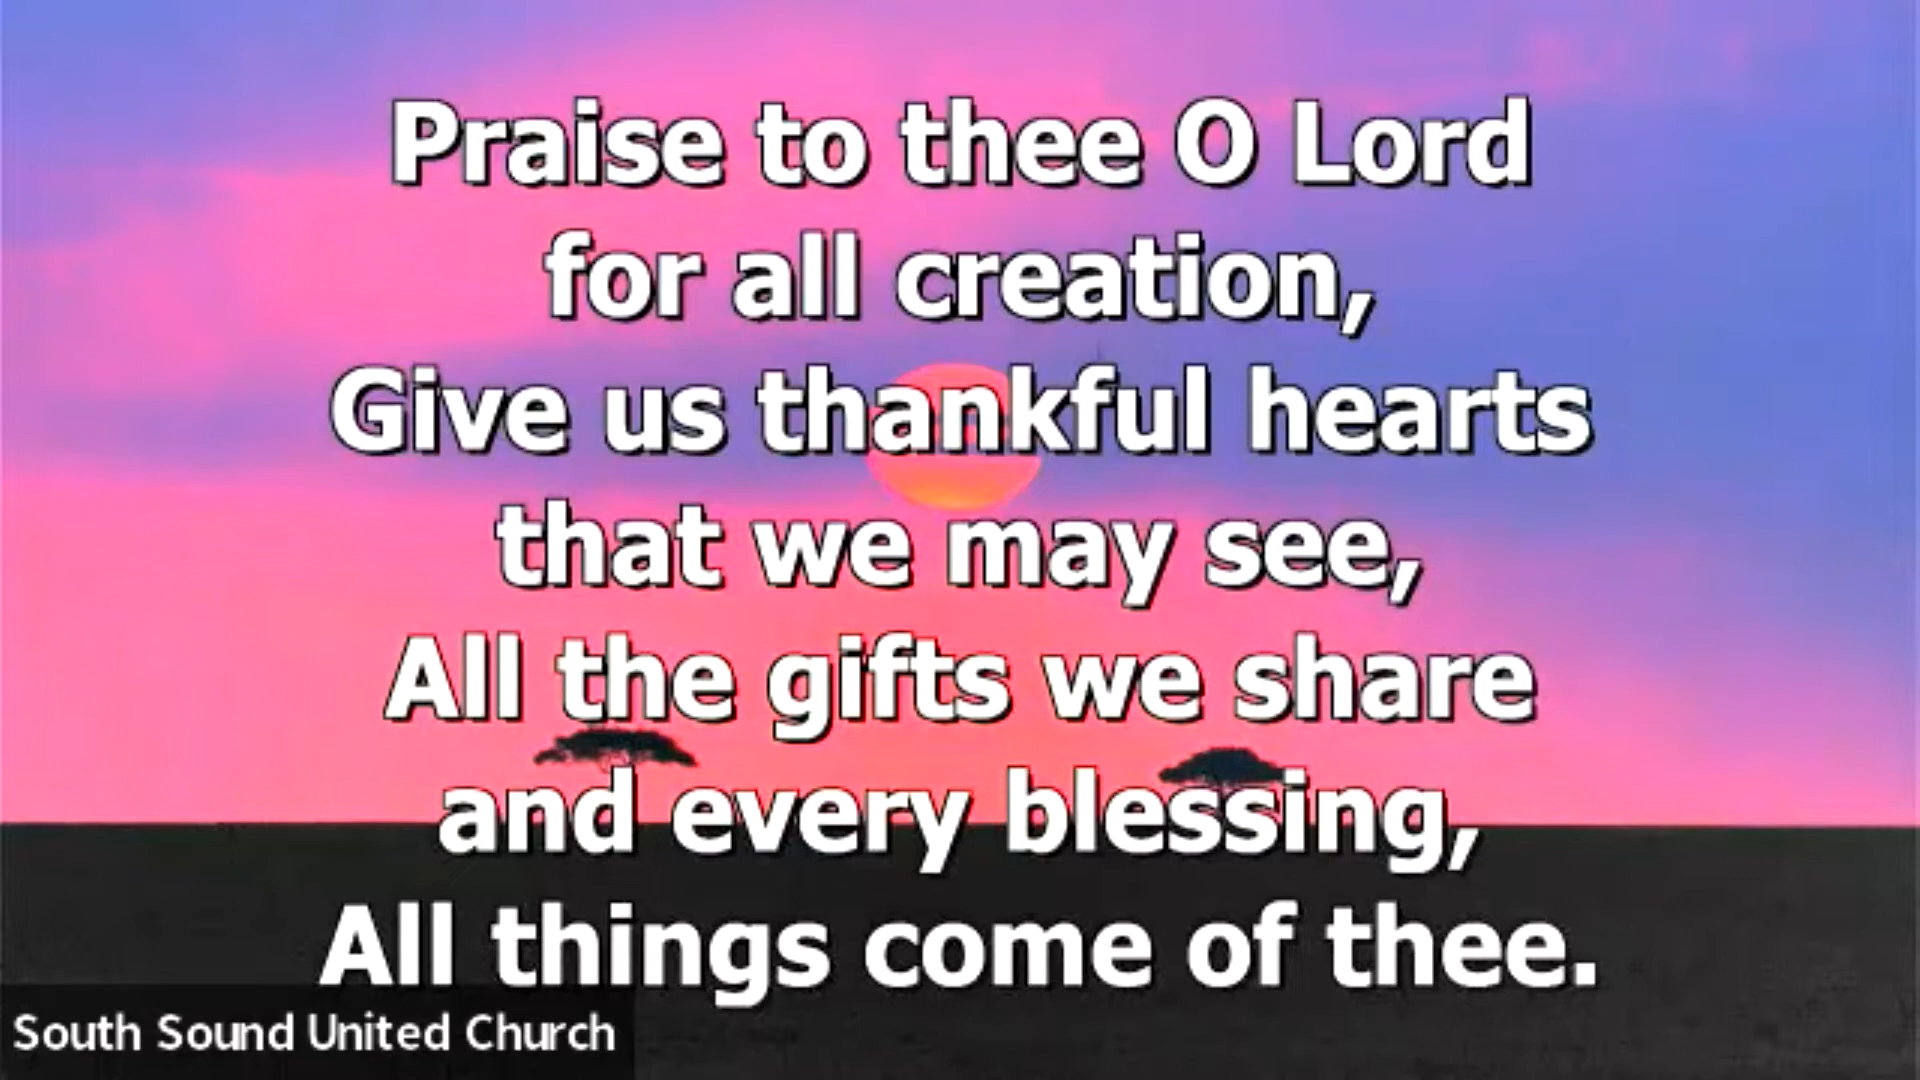 Praise to thee O Lord
for all creation,
Give us thankful hearts
that we may see,
All the gifts we share
and every blessing,
All things come of thee.
South Sound United Church